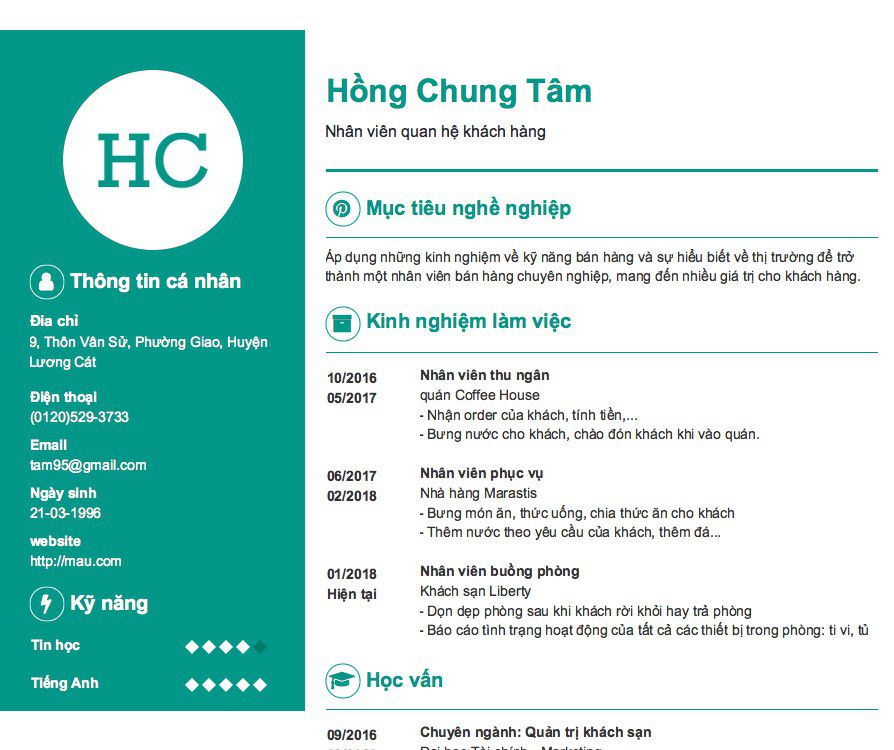 HC
Thông tin cá nhân
Địa chỉ
9, Thôn Vân Sử, Phường Giao, Huyện
Lương Cát
Điện thoại
(0120)529-3733
Email
tam95@gmail.com
Ngày sinh
21-03-1996
website
http://mau.com
Kỹ năng
Tin học
Tiếng Anh
Hồng Chung Tâm
Nhân viên quan hệ khách hàng
Mục tiêu nghề nghiệp
Áp dụng những kinh nghiệm về kỹ năng bán hàng và sự hiểu biết về thị trường để trở
thành một nhân viên bán hàng chuyên nghiệp, mang đến nhiều giá trị cho khách hàng.
Kinh nghiệm làm việc
10/2016
05/2017
Nhân viên thu ngân
quán Coffee House
- Nhận order của khách, tính tiền,...
- Bưng nước cho khách, chào đón khách khi vào quán.
06/2017
02/2018
Nhân viên phục vụ
Nhà hàng Marastis
- Bưng món ăn, thức uống, chia thức ăn cho khách
- Thêm nước theo yêu cầu của khách, thêm đá...
01/2018
Hiện tại
Nhân viên buồng phòng
Khách sạn Liberty
- Dọn dẹp phòng sau khi khách rời khỏi hay trả phòng
- Báo cáo tình trạng hoạt động của tất cả các thiết bị trong phòng: ti vi, tủ
Học vấn
09/2016
Chuyên ngành: Quản trị khách sạn